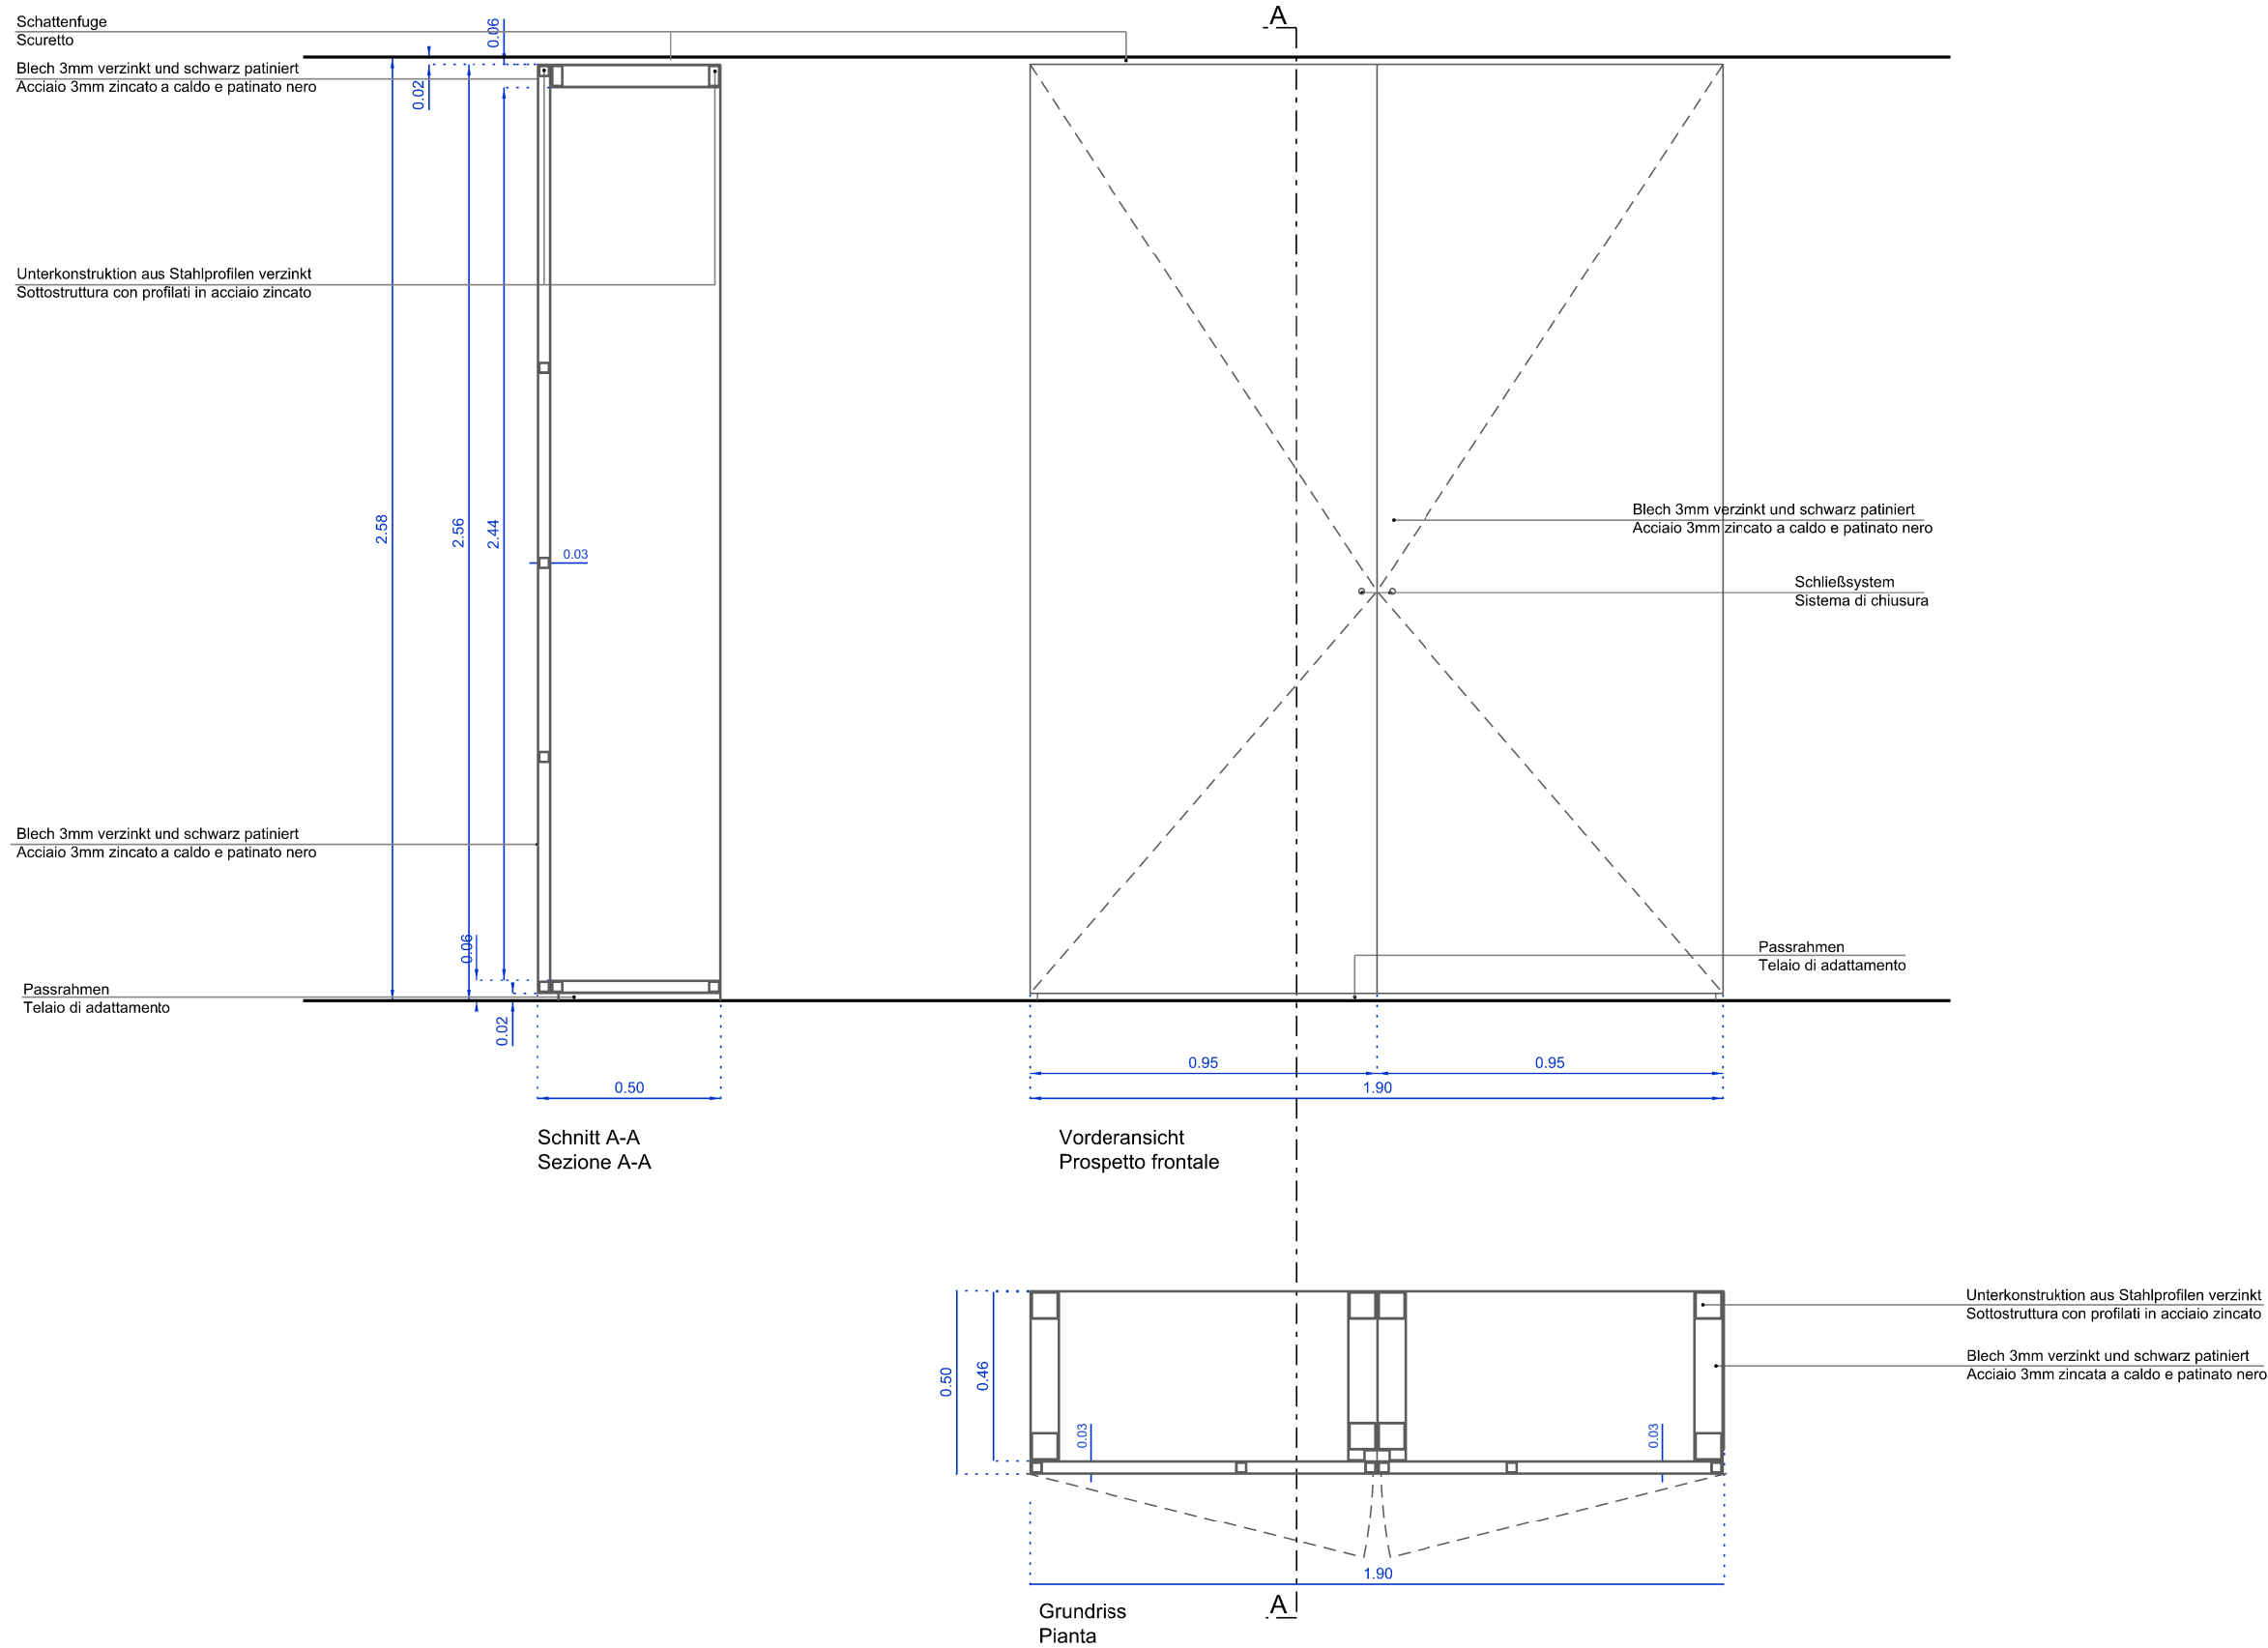 Schattenfuge
Scuretto
Blech 3mm verzinkt und schwarz patiniert
Acciaio 3mm zincato a caldo e patinato nero
Unterkonstruktion aus Stahlprofilen verzinkt
Sottostruttura con profilati in acciaio zincato
Blech 3mm verzinkt und schwarz patiniert
Acciaio 3mm zincato a caldo e patinato nero
Passrahmen
Telaio di adattamento
0.06
0.02
2.58
2.56
2.44
0.03
0.06
0.02
0.50
Schnitt A-A
Sezione A-A
A
Blech 3mm verzinkt und schwarz patiniert
Acciaio 3mm zincato a caldo e patinato nero
Schließsystem
Sistema di chiusura
Passrahmen
Telaio di adattamento
0.95
0.95
1.90
Vorderansicht
Prospetto frontale
Unterkonstruktion aus Stahlprofilen verzinkt
Sottostruttura con profilati in acciaio zincato
Blech 3mm verzinkt und schwarz patiniert
Acciaio 3mm zincata a caldo e patinato nero
0.50
0.46
0.03
0.03
1.90
A
Grundriss
Pianta